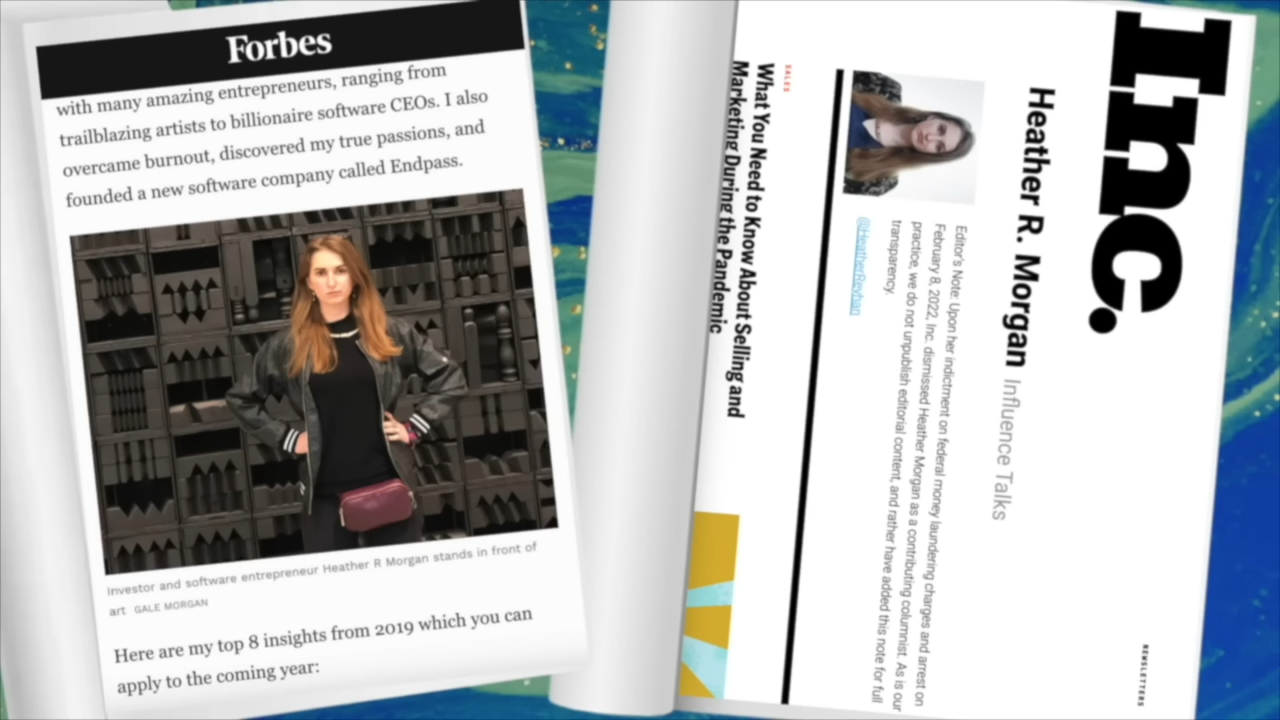 Forbes
with many amazing entrepreneurs, ranging from
trailblazing artists to billionaire software CEOs. I also
overcame burnout, discovered my true passions, and
founded a new software company called Endpass.
Investor and software entrepreneur Heather R Morgan stands in front of
art GALE MORGAN
Here are my top 8 insights from 2019 which you can
apply to the coming year:
Inc.
NEWSLETTERS
Heather R. Morgan Influence Talks
Editor's Note: Upon her indictment on federal money laundering charges and arrest on
February 8, 2022, Inc. dismissed Heather Morgan as a contributing columnist. As is our
practice, we do not unpublish editorial content, and rather have added this note for full
transparency.
@HeatherReyhan
SALES
What You Need to Know About Selling and
Marketing During the Pandemic